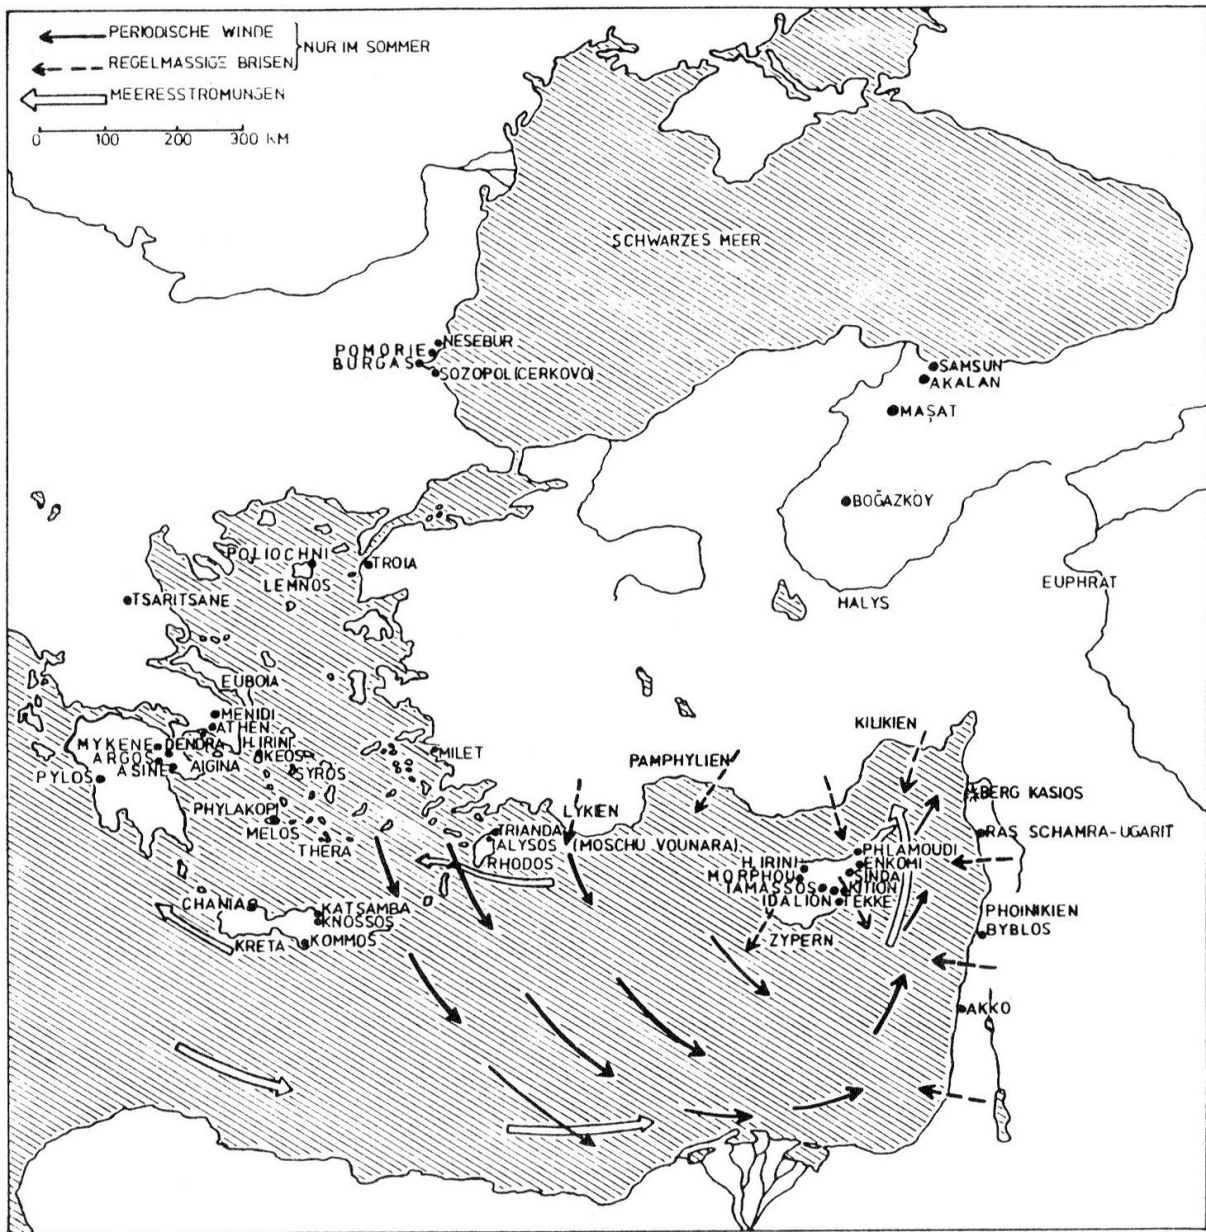 PERIODISCHE WINDE
REGELMASSIGE BRISEN
NUR IM SOMMER
MEERESSTRÖMUNGEN
0 100 200 300 KM
SCHWARZES MEER
NESEBUR
POMORIE
BURGAS
SOZOPOL (CERKOVO)
SAMSUN
AKALAN
MAŞAT
BOĞAZKÖY
POLIOCHNI
TROIA
LEMNOS
TSARITSANE
HALYS
EUPHRAT
EUBOIA
MENIDI
ATHEN
MYKENE
DENDRA
H.IRINI
ARGOS
KEOS
ASINE
AIGINA
PYLOS
SYROS
MILET
PHYLAKOPI
MELOS
THERA
KILIKIEN
PAMPHYLIEN
LYKIEN
BERG KASIOS
TRIANDA
RAS SCHAMRA-UGARIT
IALYSOS (MOSCHU VOUNARA)
RHODOS
PHLAMOUDI
H.IRINI
ENKOMI
MORPHOU
SINDA
TAMASSOS
KITION
IDALION
TEKKE
CHANIA
KATSAMBA
KNOSSOS
PHOINIKIEN
BYBLOS
KRETA
KOMMOS
ZYPERN
AKKO